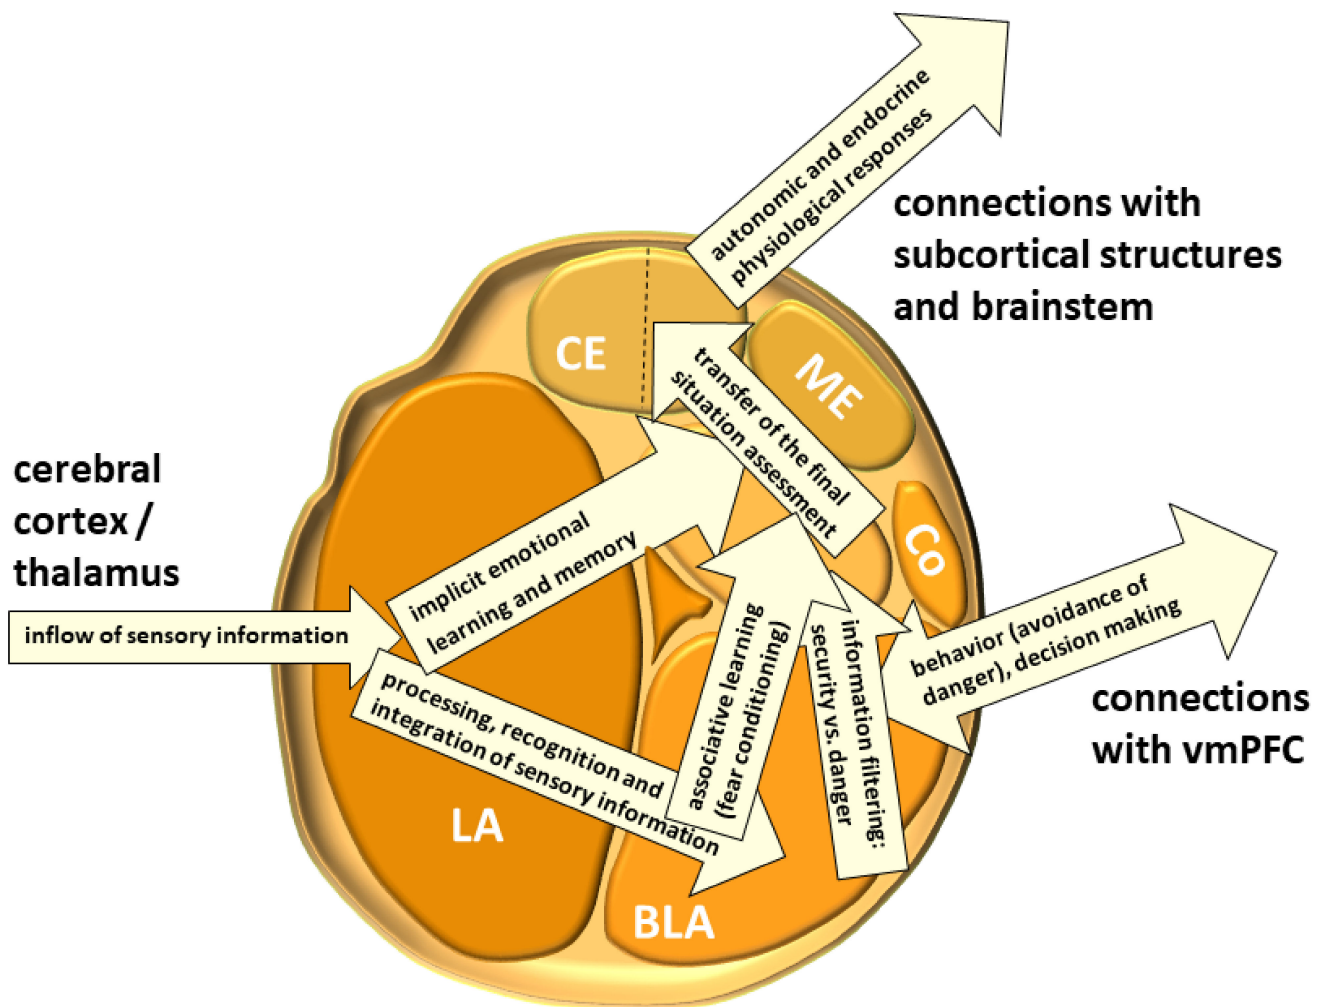 autonomic and endocrine
physiological responses
connections with
subcortical structures
and brainstem
CE
ME
transfer of the final
situation assessment
cerebral
cortex /
thalamus
inflow of sensory information
implicit emotional
learning and memory
Co
processing, recognition and
integration of sensory information
associative learning
(fear conditioning)
information filtering:
security vs. danger
behavior (avoidance of
danger), decision making
connections
with vmPFC
LA
BLA